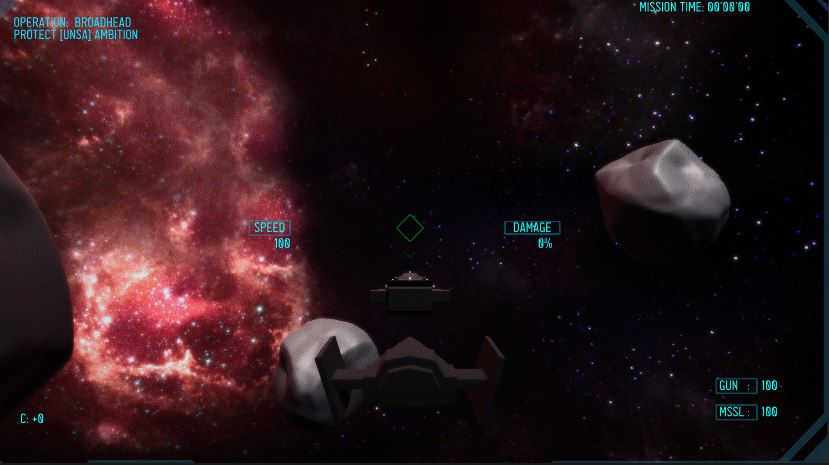 OPERATION: BROADHEAD
PROTECT [UNSA] AMBITION
MISSION TIME: 00'00'00
SPEED
100
DAMAGE
0%
GUN : 100
MSSL : 100
C: +0